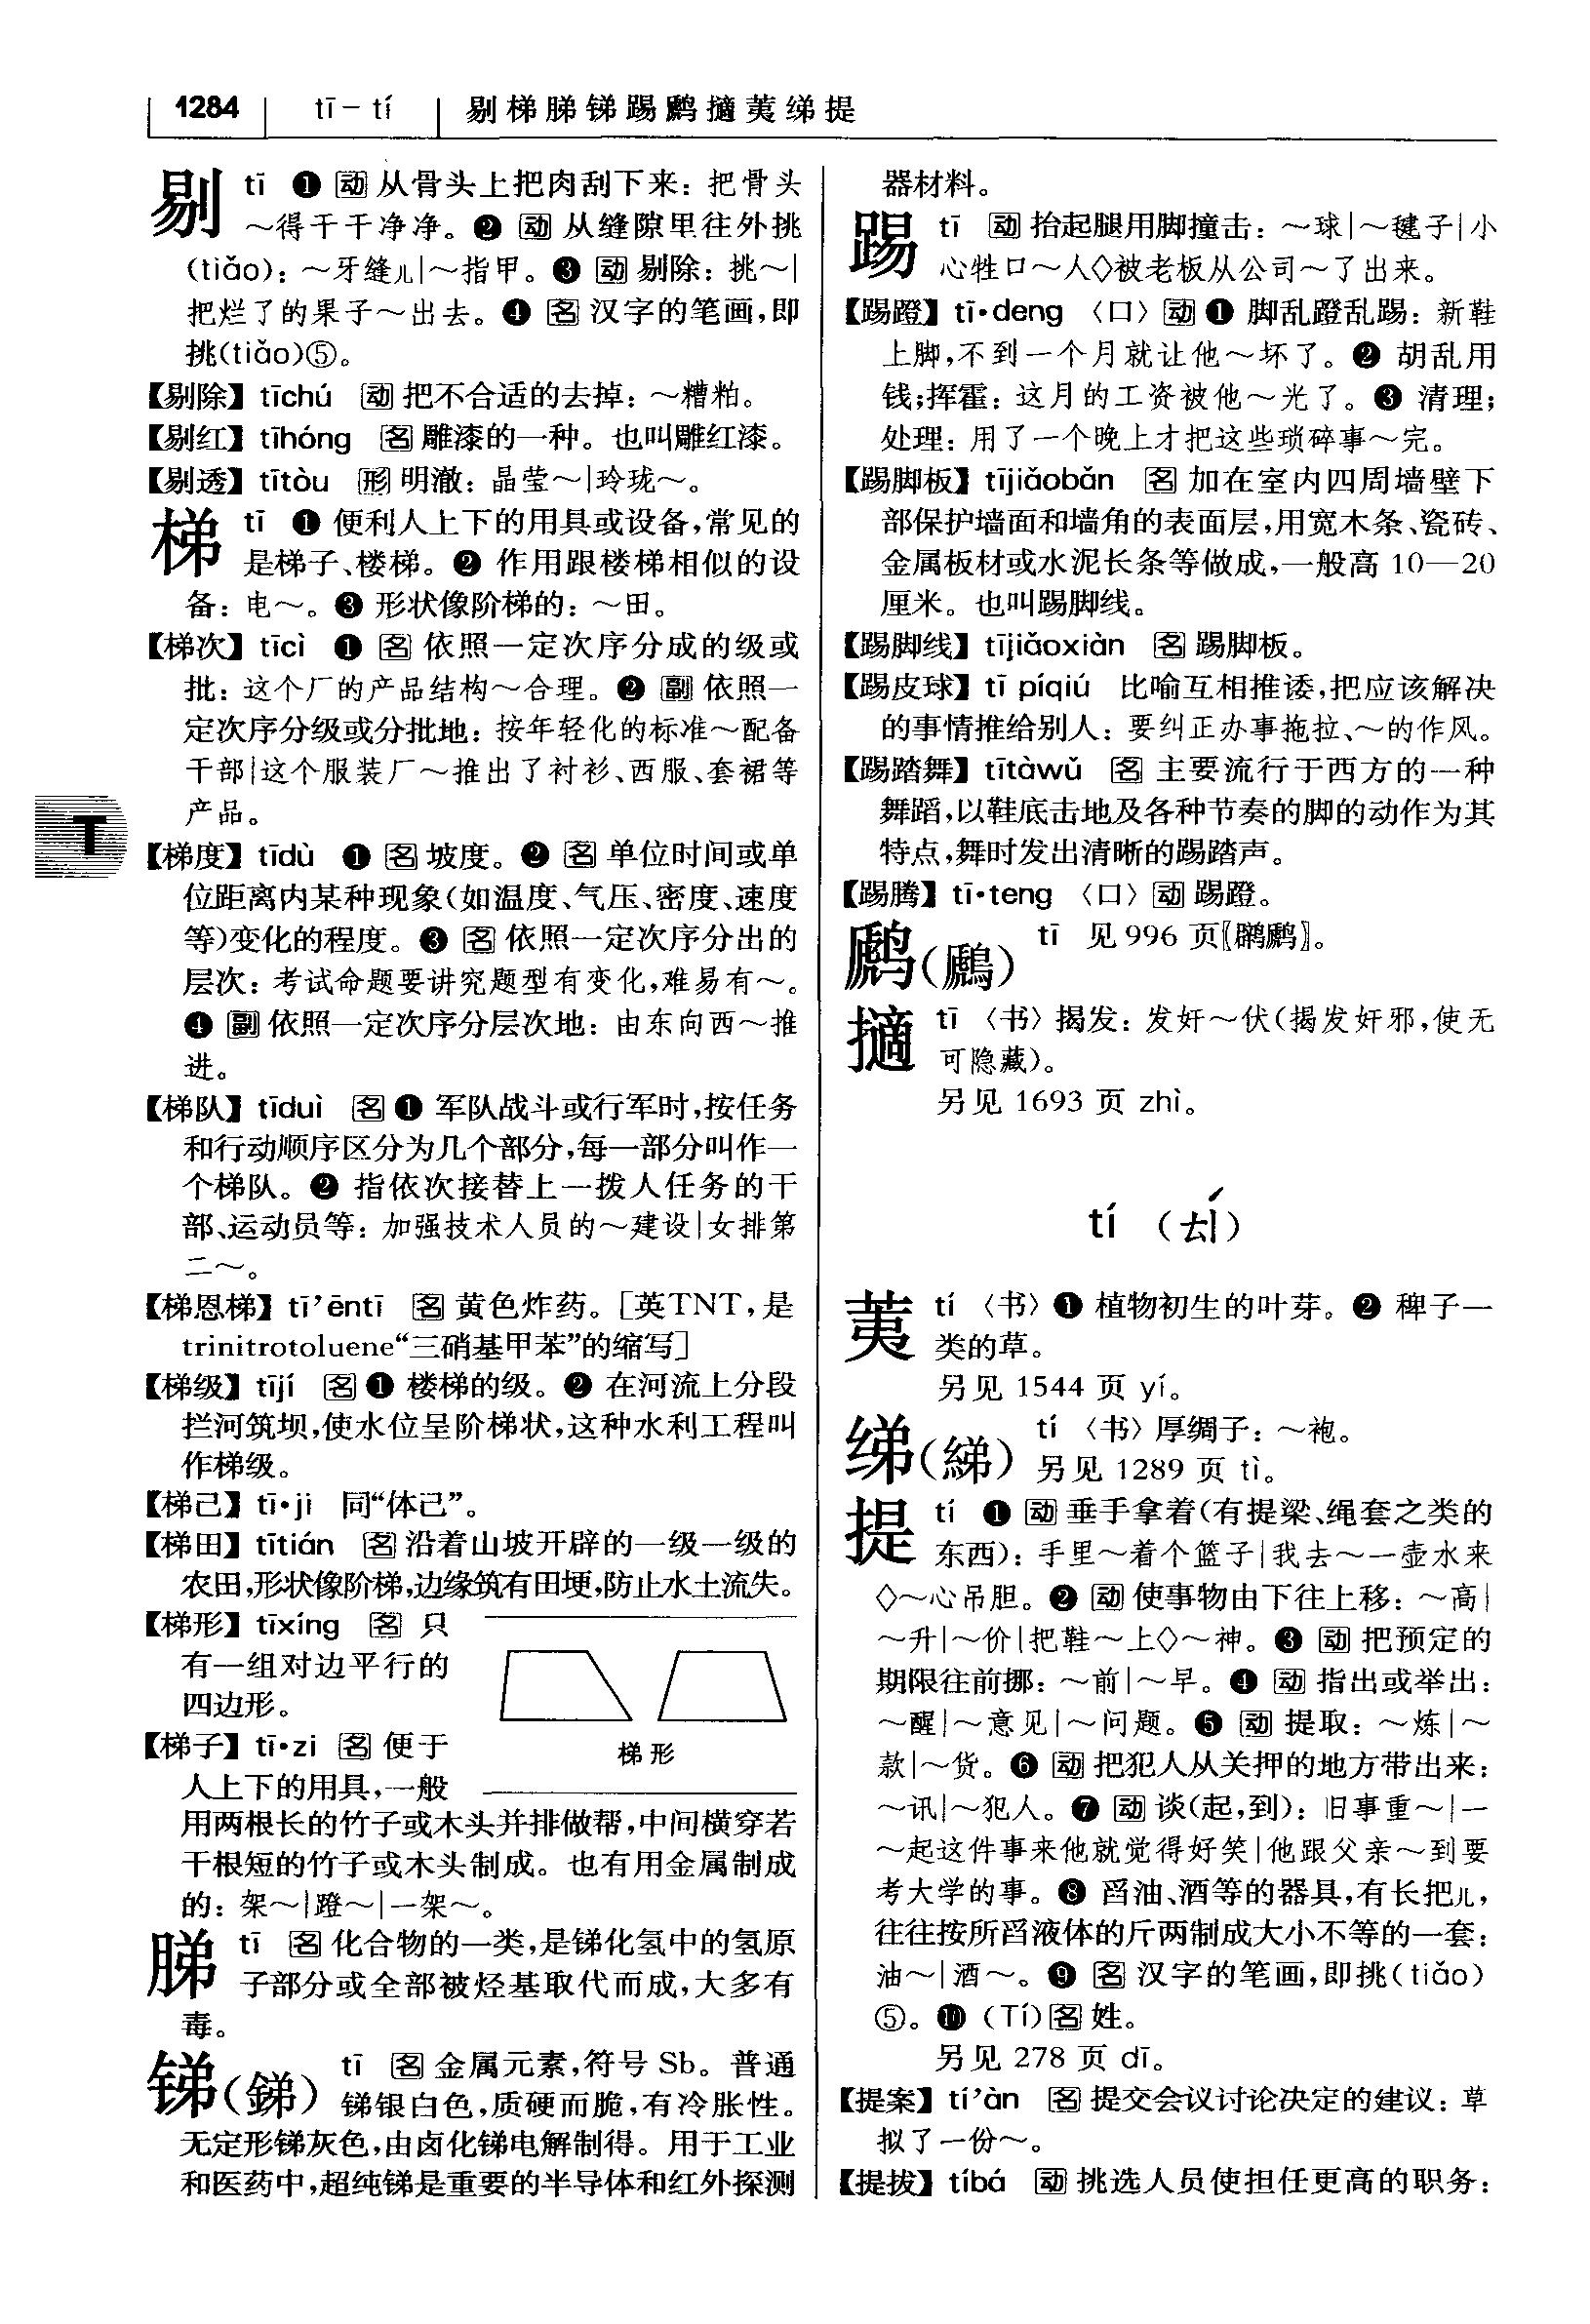 1284 tī－tí 剔梯睇锑踢䴘擿荑绨提
剔 tī ❶ 动 从骨头上把肉刮下来：把骨头
～得干干净净。❷ 动 从缝隙里往外挑
(tiǎo)：～牙缝儿|～指甲。❸ 动 剔除：挑～|
把烂了的果子～出去。❹ 名 汉字的笔画，即
挑(tiǎo)⑤。
【剔除】tīchú 动 把不合适的去掉：～糟粕。
【剔红】tīhóng 名 雕漆的一种。也叫雕红漆。
【剔透】tītòu 形 明澈：晶莹～|玲珑～。
梯 tī ❶ 便利人上下的用具或设备，常见的
是梯子、楼梯。❷ 作用跟楼梯相似的设
备：电～。❸ 形状像阶梯的：～田。
【梯次】tīcì ❶ 名 依照一定次序分成的级或
批：这个厂的产品结构～合理。❷ 副 依照一
定次序分级或分批地：按年轻化的标准～配备
干部|这个服装厂～推出了衬衫、西服、套裙等
产品。
T
【梯度】tīdù ❶ 名 坡度。❷ 名 单位时间或单
位距离内某种现象(如温度、气压、密度、速度
等)变化的程度。❸ 名 依照一定次序分出的
层次：考试命题要讲究题型有变化，难易有～。
❹ 副 依照一定次序分层次地：由东向西～推
进。
【梯队】tīduì 名 ❶ 军队战斗或行军时，按任务
和行动顺序区分为几个部分，每一部分叫作一
个梯队。❷ 指依次接替上一拨人任务的干
部、运动员等：加强技术人员的～建设|女排第
二～。
【梯恩梯】tī’ēntī 名 黄色炸药。[英TNT，是
trinitrotoluene“三硝基甲苯”的缩写]
【梯级】tījí 名 ❶ 楼梯的级。❷ 在河流上分段
拦河筑坝，使水位呈阶梯状，这种水利工程叫
作梯级。
【梯己】tī·ji 同“体己”。
【梯田】tītián 名 沿着山坡开辟的一级一级的
农田，形状像阶梯，边缘筑有田埂，防止水土流失。
【梯形】tīxíng 名 只
有一组对边平行的
四边形。
梯形
【梯子】tī·zi 名 便于
人上下的用具，一般
用两根长的竹子或木头并排做帮，中间横穿若
干根短的竹子或木头制成。也有用金属制成
的：架～|蹬～|一架～。
䏲 tī 名 化合物的一类，是锑化氢中的氢原
子部分或全部被烃基取代而成，大多有
毒。
锑(銻) tī 名 金属元素，符号 Sb。普通
锑银白色，质硬而脆，有冷胀性。
无定形锑灰色，由卤化锑电解制得。用于工业
和医药中，超纯锑是重要的半导体和红外探测
器材料。
踢 tī 动 抬起腿用脚撞击：～球|～毽子|小
心牲口～人◇被老板从公司～了出来。
【踢蹬】tī·deng 〈口〉动 ❶ 脚乱蹬乱踢：新鞋
上脚，不到一个月就让他～坏了。❷ 胡乱用
钱；挥霍：这月的工资被他～光了。❸ 清理；
处理：用了一个晚上才把这些琐碎事～完。
【踢脚板】tījiǎobǎn 名 加在室内四周墙壁下
部保护墙面和墙角的表面层，用宽木条、瓷砖、
金属板材或水泥长条等做成，一般高 10—20
厘米。也叫踢脚线。
【踢脚线】tījiǎoxiàn 名 踢脚板。
【踢皮球】tī píqiú 比喻互相推诿，把应该解决
的事情推给别人：要纠正办事拖拉、～的作风。
【踢踏舞】tītàwǔ 名 主要流行于西方的一种
舞蹈，以鞋底击地及各种节奏的脚的动作为其
特点，舞时发出清晰的踢踏声。
【踢腾】tī·teng 〈口〉动 踢蹬。
䴘(鷉) tī 见 996 页〖䴙䴘〗。
擿 tī 〈书〉揭发：发奸～伏(揭发奸邪，使无
可隐藏)。
另见 1693 页 zhì。
tí （ㄊㄧˊ）
荑 tí 〈书〉❶ 植物初生的叶芽。❷ 稗子一
类的草。
另见 1544 页 yí。
绨(綈) tí 〈书〉厚绸子：～袍。
另见 1289 页 tì。
提 tí ❶ 动 垂手拿着(有提梁、绳套之类的
东西)：手里～着个篮子|我去～一壶水来
◇～心吊胆。❷ 动 使事物由下往上移：～高|
～升|～价|把鞋～上◇～神。❸ 动 把预定的
期限往前挪：～前|～早。❹ 动 指出或举出：
～醒|～意见|～问题。❺ 动 提取：～炼|～
款|～货。❻ 动 把犯人从关押的地方带出来：
～讯|～犯人。❼ 动 谈(起，到)：旧事重～|一
～起这件事来他就觉得好笑|他跟父亲～到要
考大学的事。❽ 舀油、酒等的器具，有长把儿，
往往按所舀液体的斤两制成大小不等的一套：
油～|酒～。❾ 名 汉字的笔画，即挑(tiǎo)
⑤。❿ (Tí)名 姓。
另见 278 页 dī。
【提案】tí’àn 名 提交会议讨论决定的建议：草
拟了一份～。
【提拔】tíbá 动 挑选人员使担任更高的职务：